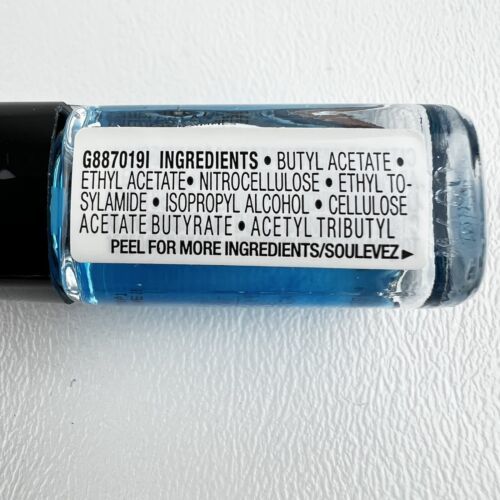 G887019I INGREDIENTS • BUTYL ACETATE •
ETHYL ACETATE• NITROCELLULOSE • ETHYL TO-
SYLAMIDE • ISOPROPYL ALCOHOL • CELLULOSE
ACETATE BUTYRATE • ACETYL TRIBUTYL
PEEL FOR MORE INGREDIENTS/SOULEVEZ ▶